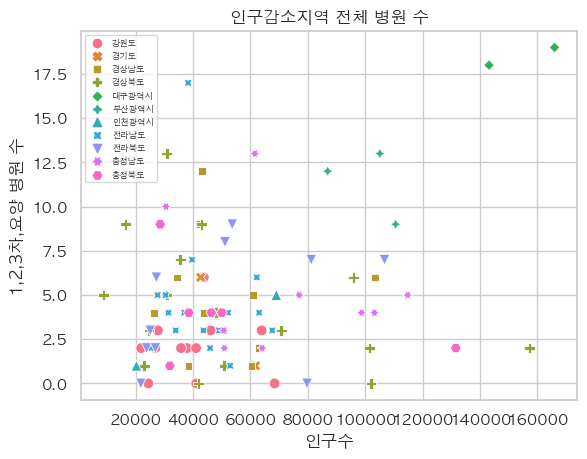 인구감소지역 전체 병원 수
강원도
경기도
경상남도
경상북도
대구광역시
부산광역시
인천광역시
전라남도
전라북도
충청남도
충청북도
1,2,3차,요양 병원 수
17.5
15.0
12.5
10.0
7.5
5.0
2.5
0.0
20000 40000 60000 80000 100000 120000 140000 160000
인구수